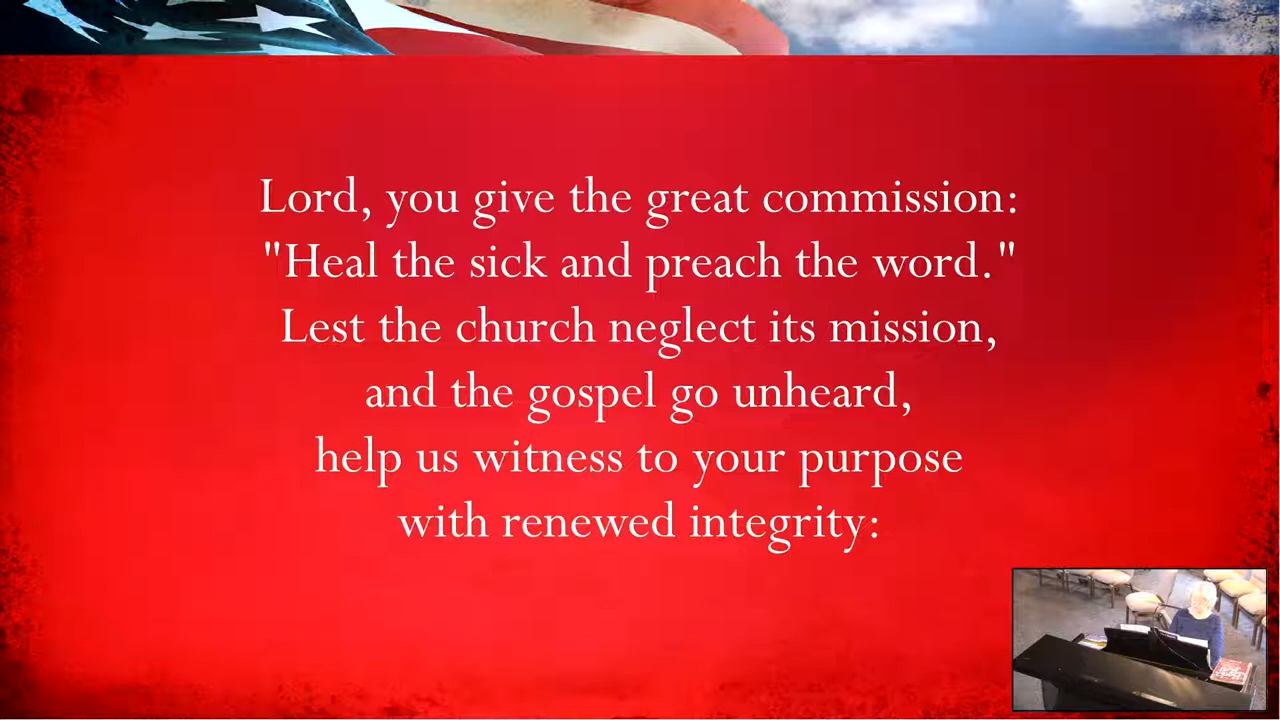 Lord, you give the great commission:
"Heal the sick and preach the word."
Lest the church neglect its mission,
and the gospel go unheard,
help us witness to your purpose
with renewed integrity: